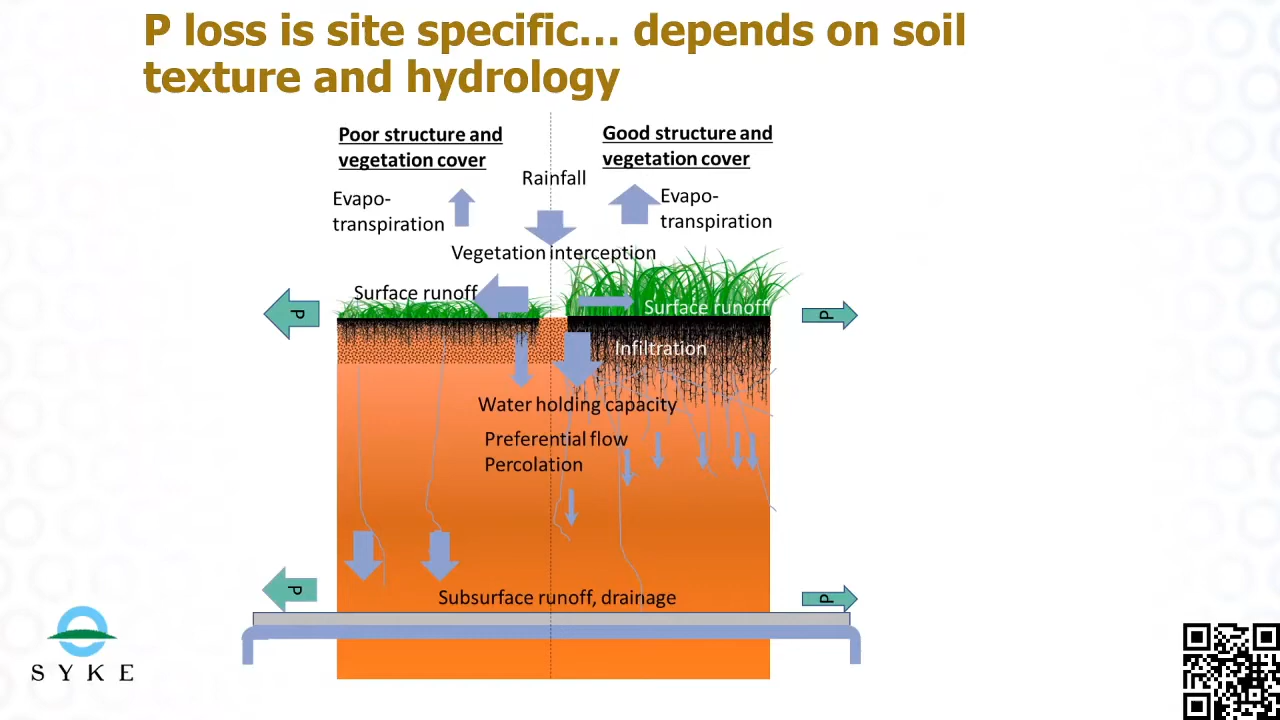 P loss is site specific... depends on soil
texture and hydrology
Poor structure and
vegetation cover
Good structure and
vegetation cover
Rainfall
Evapo-
transpiration
Evapo-
transpiration
Vegetation interception
Surface runoff
Surface runoff
P
P
Infiltration
Water holding capacity
Preferential flow
Percolation
P
P
Subsurface runoff, drainage
SYKE